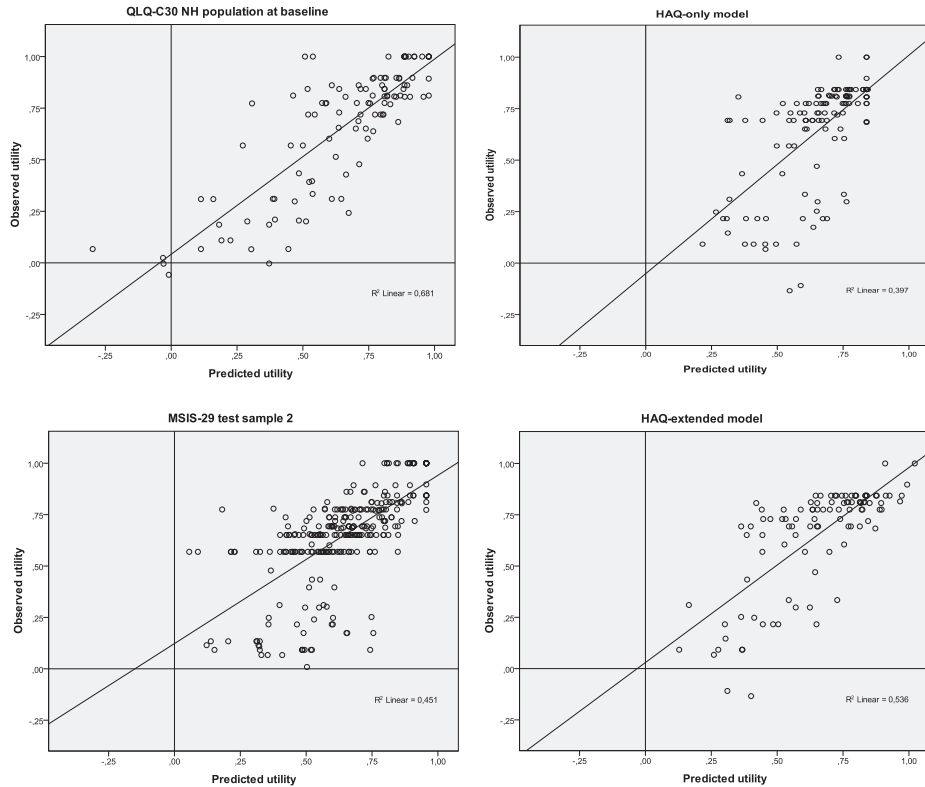 QLQ-C30 NH population at baseline
1,00
,75
,50
,25
,00
-,25
Observed utility
R² Linear = 0,681
-,25 ,00 ,25 ,50 ,75 1,00
Predicted utility
HAQ-only model
1,00
,75
,50
,25
,00
-,25
Observed utility
R² Linear = 0,397
-,25 ,00 ,25 ,50 ,75 1,00
Predicted utility
MSIS-29 test sample 2
1,00
,75
,50
,25
,00
-,25
Observed utility
R² Linear = 0,451
-,25 ,00 ,25 ,50 ,75 1,00
Predicted utility
HAQ-extended model
1,00
,75
,50
,25
,00
-,25
Observed utility
R² Linear = 0,536
-,25 ,00 ,25 ,50 ,75 1,00
Predicted utility